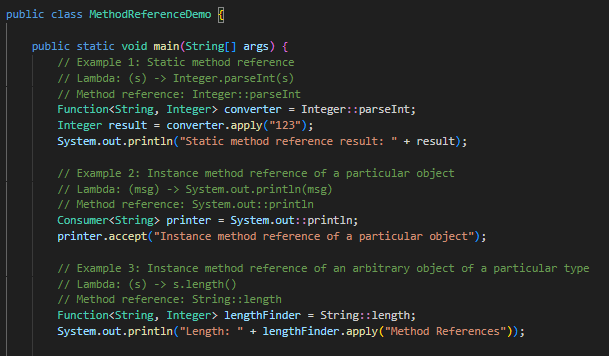 public class MethodReferenceDemo {
public static void main(String[] args) {
// Example 1: Static method reference
// Lambda: (s) -> Integer.parseInt(s)
// Method reference: Integer::parseInt
Function<String, Integer> converter = Integer::parseInt;
Integer result = converter.apply("123");
System.out.println("Static method reference result: " + result);
// Example 2: Instance method reference of a particular object
// Lambda: (msg) -> System.out.println(msg)
// Method reference: System.out::println
Consumer<String> printer = System.out::println;
printer.accept("Instance method reference of a particular object");
// Example 3: Instance method reference of an arbitrary object of a particular type
// Lambda: (s) -> s.length()
// Method reference: String::length
Function<String, Integer> lengthFinder = String::length;
System.out.println("Length: " + lengthFinder.apply("Method References"));